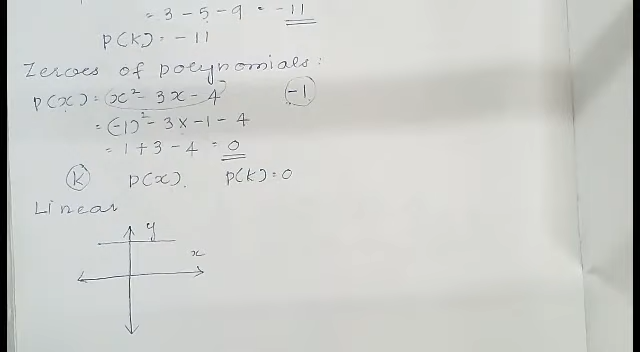 = 3 - 5 - 9 = -11
P(K) = -11
Zeroes of polynomials:
P(x) = x² - 3x - 4 -1
= (-1)² - 3x - 1 - 4
= 1 + 3 - 4 = 0
K P(x). P(K) = 0
Linear
y
x